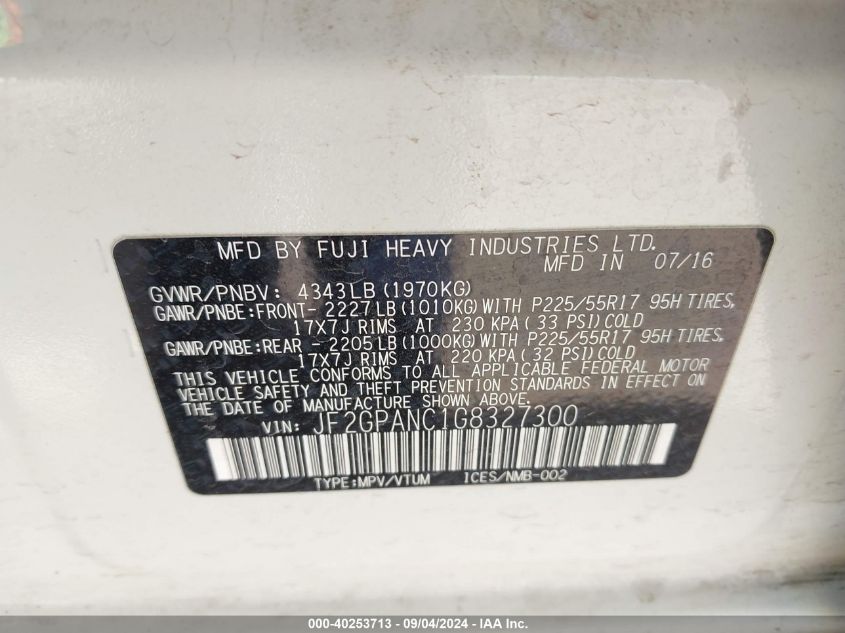 MFD BY FUJI HEAVY INDUSTRIES LTD.
MFD IN 07/16
GVWR/PNBV: 4343LB(1970KG)
GAWR/PNBE:FRONT- 2227LB(1010KG)WITH P225/55R17 95H TIRES,
17X7J RIMS AT 230 KPA( 33 PSI)COLD
GAWR/PNBE:REAR - 2205LB(1000KG)WITH P225/55R17 95H TIRES,
17X7J RIMS AT 220 KPA( 32 PSI)COLD
THIS VEHICLE CONFORMS TO ALL APPLICABLE FEDERAL MOTOR
VEHICLE SAFETY AND THEFT PREVENTION STANDARDS IN EFFECT ON
THE DATE OF MANUFACTURE SHOWN ABOVE.
VIN: JF2GPANC1G8327300
TYPE:MPV/VTUM ICES/NMB-002
000-40253713 - 09/04/2024 - IAA Inc.